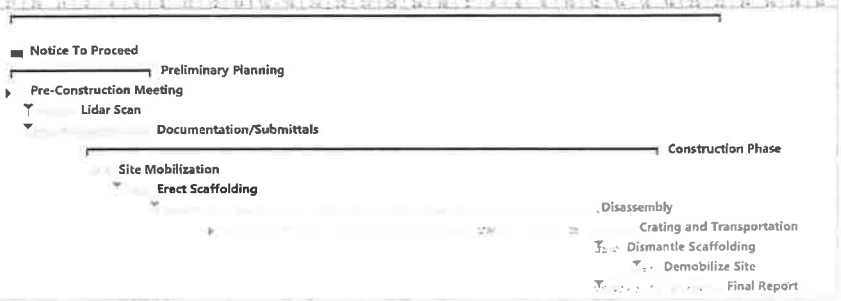 Notice To Proceed
Preliminary Planning
Pre-Construction Meeting
Lidar Scan
Documentation/Submittals
Construction Phase
Site Mobilization
Erect Scaffolding
Disassembly
Crating and Transportation
Dismantle Scaffolding
Demobilize Site
Final Report